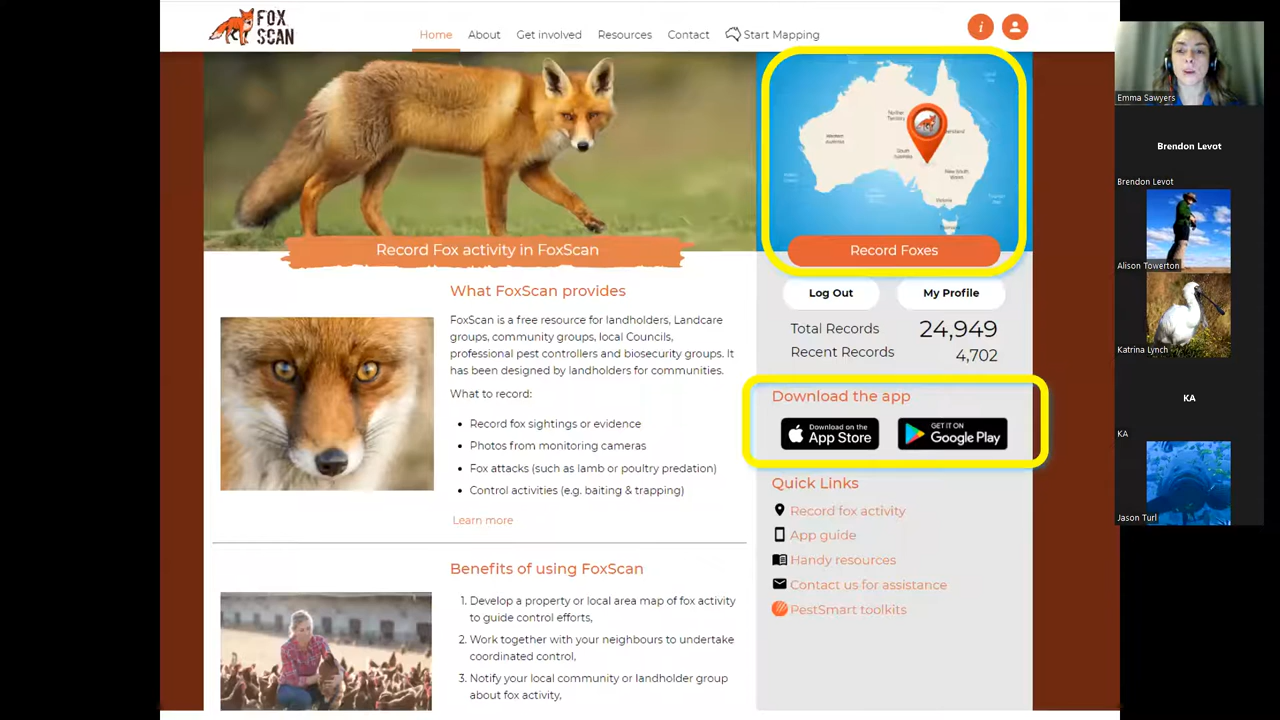 FOX
SCAN
Home About Get involved Resources Contact Start Mapping
i
Record Fox activity in FoxScan
Western Australia
South Australia
New South Wales
Victoria
Record Foxes
Log Out My Profile
Total Records 24,949
Recent Records 4,702
What FoxScan provides
FoxScan is a free resource for landholders, Landcare
groups, community groups, local Councils,
professional pest controllers and biosecurity groups. It
has been designed by landholders for communities.
What to record:
• Record fox sightings or evidence
• Photos from monitoring cameras
• Fox attacks (such as lamb or poultry predation)
• Control activities (e.g. baiting & trapping)
Learn more
Benefits of using FoxScan
1. Develop a property or local area map of fox activity
to guide control efforts,
2. Work together with your neighbours to undertake
coordinated control,
3. Notify your local community or landholder group
about fox activity,
Download the app
Download on the
App Store
GET IT ON
Google Play
Quick Links
Record fox activity
App guide
Handy resources
Contact us for assistance
PestSmart toolkits
Emma Sawyers
Brendon Levot
Brendon Levot
Alison Towerton
Katrina Lynch
KA
KA
Jason Turl